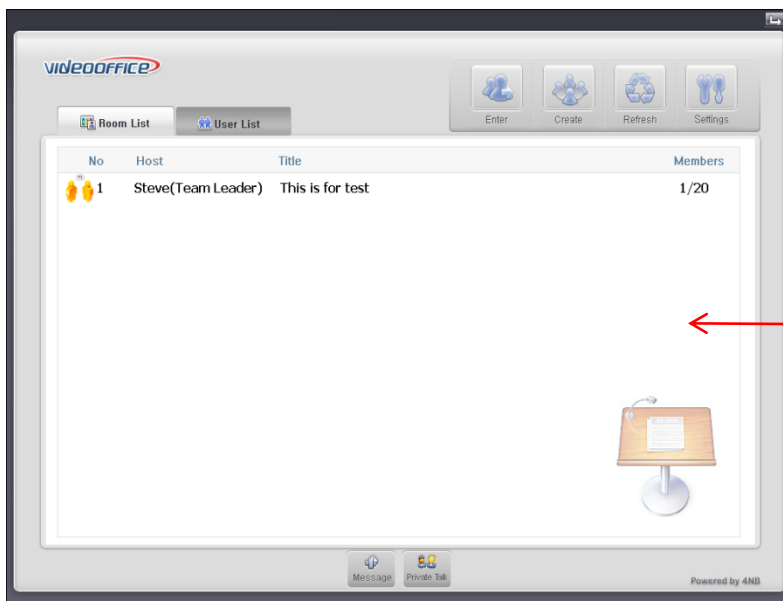 VIDEOOFFICE
Enter Create Refresh Settings
Room List User List
No Host Title Members
1 Steve(Team Leader) This is for test 1/20
Message Private Talk
Powered by 4NB